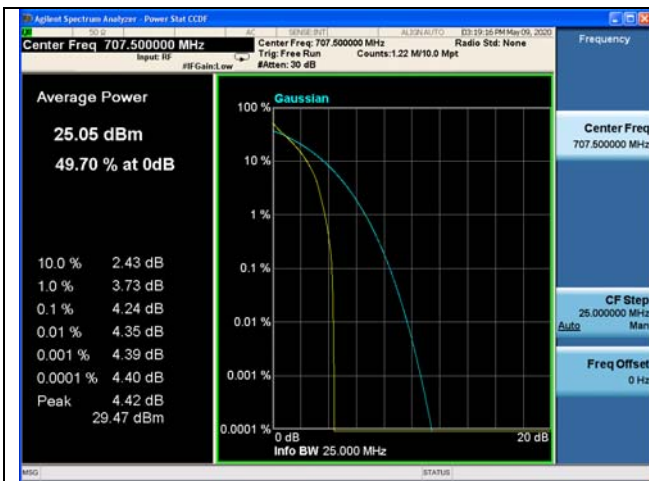 Agilent Spectrum Analyzer - Power Stat CCDF
50 Ω AC SENSE:INT ALIGN AUTO 03:19:16 PM May 09, 2020
Center Freq 707.500000 MHz
Input: RF
#IFGain:Low
Center Freq: 707.500000 MHz
Radio Std: None
Trig: Free Run
Counts:1.22 M/10.0 Mpt
#Atten: 30 dB
Frequency
Average Power
25.05 dBm
49.70 % at 0dB
10.0 % 2.43 dB
1.0 % 3.73 dB
0.1 % 4.24 dB
0.01 % 4.35 dB
0.001 % 4.39 dB
0.0001 % 4.40 dB
Peak 4.42 dB
29.47 dBm
Gaussian
100 %
10 %
1 %
0.1 %
0.01 %
0.001 %
0.0001 %
0 dB
20 dB
Info BW 25.000 MHz
Center Freq
707.500000 MHz
CF Step
25.000000 MHz
Auto Man
Freq Offset
0 Hz
MSG
STATUS